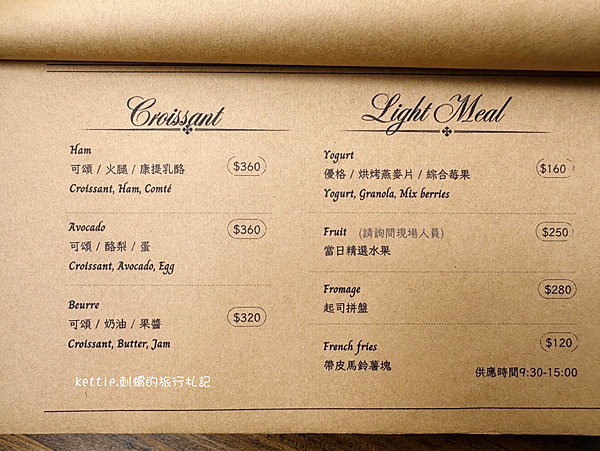 Croissant
Ham
可頌 / 火腿 / 康提乳酪
$360
Croissant, Ham, Comté
Avocado
$360
可頌 / 酪梨 / 蛋
Croissant, Avocado, Egg
Beurre
可頌 / 奶油 / 果醬
$320
Croissant, Butter, Jam
Light Meal
Yogurt
優格 / 烘烤燕麥片 / 綜合莓果
$160
Yogurt, Granola, Mix berries
Fruit (請詢問現場人員)
$250
當日精選水果
Fromage
$280
起司拼盤
French fries
$120
帶皮馬鈴薯塊
供應時間9:30-15:00
kettle.刺蝟的旅行札記